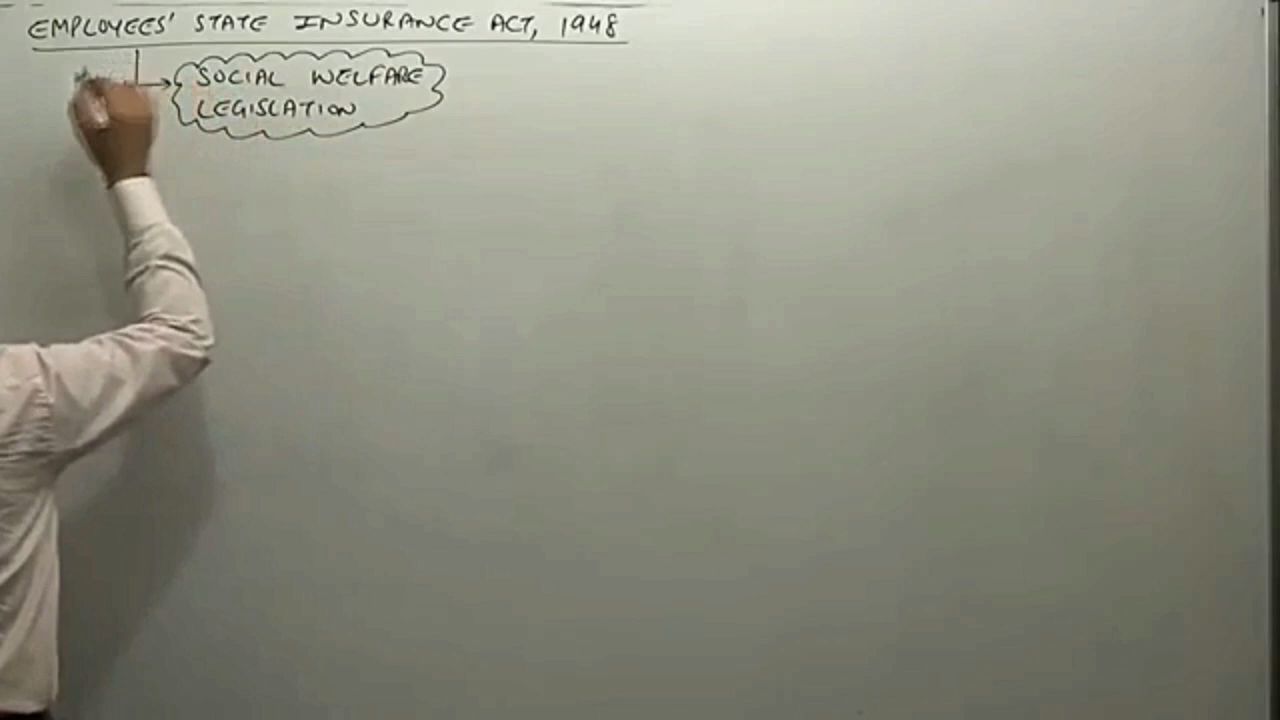 EMPLOYEES' STATE INSURANCE ACT, 1948
SOCIAL WELFARE
LEGISLATION